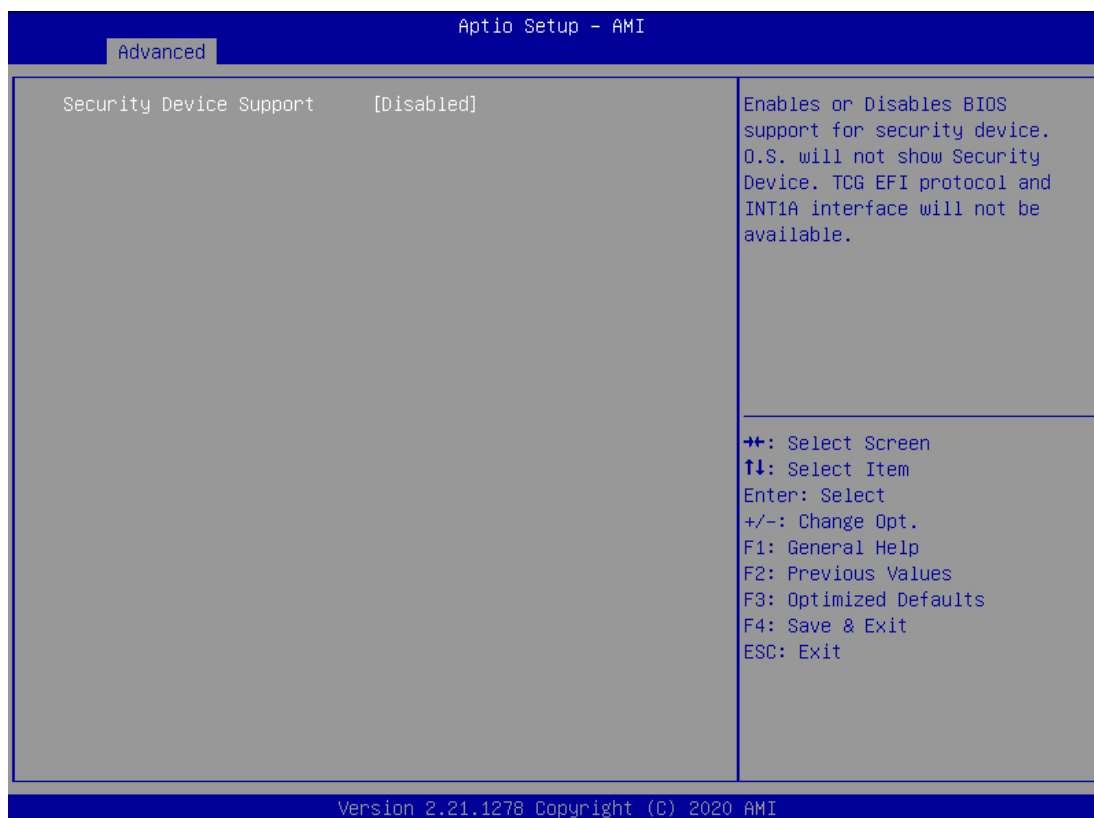 Aptio Setup – AMI
Advanced
Security Device Support [Disabled]
Enables or Disables BIOS
support for security device.
O.S. will not show Security
Device. TCG EFI protocol and
INT1A interface will not be
available.
→←: Select Screen
↑↓: Select Item
Enter: Select
+/-: Change Opt.
F1: General Help
F2: Previous Values
F3: Optimized Defaults
F4: Save & Exit
ESC: Exit
Version 2.21.1278 Copyright (C) 2020 AMI